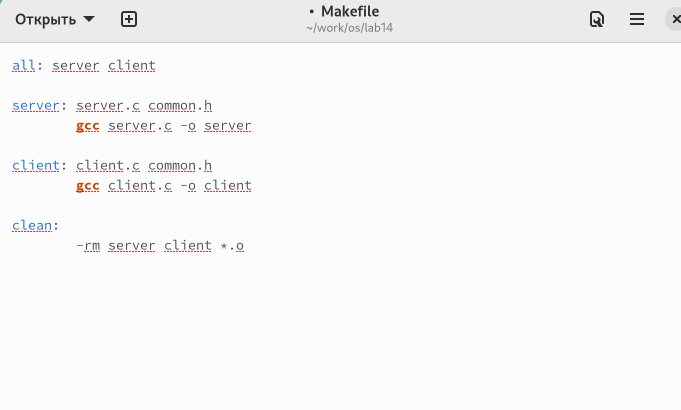 Открыть
• Makefile
~/work/os/lab14
all: server client
server: server.c common.h
gcc server.c -o server
client: client.c common.h
gcc client.c -o client
clean:
-rm server client *.o